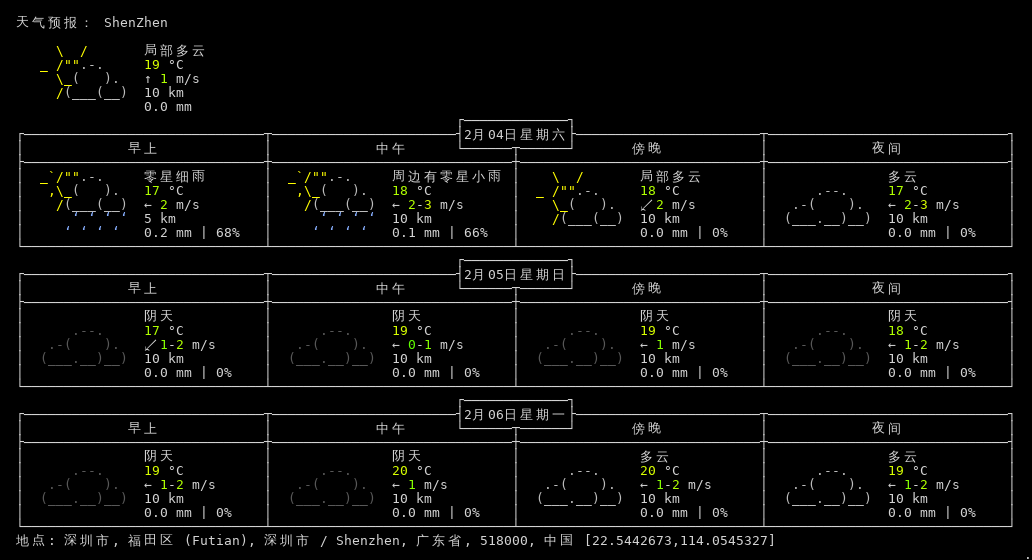 天气预报： ShenZhen
局部多云
19 °C
↑ 1 m/s
10 km
0.0 mm
2月04日星期六
早上 中午 傍晚 夜间
零星细雨 周边有零星小雨 局部多云 多云
17 °C 18 °C 18 °C 17 °C
← 2 m/s ← 2-3 m/s ↙ 2 m/s ← 2-3 m/s
5 km 10 km 10 km 10 km
0.2 mm | 68% 0.1 mm | 66% 0.0 mm | 0% 0.0 mm | 0%
2月05日星期日
早上 中午 傍晚 夜间
阴天 阴天 阴天 阴天
17 °C 19 °C 19 °C 18 °C
↙ 1-2 m/s ← 0-1 m/s ← 1 m/s ← 1-2 m/s
10 km 10 km 10 km 10 km
0.0 mm | 0% 0.0 mm | 0% 0.0 mm | 0% 0.0 mm | 0%
2月06日星期一
早上 中午 傍晚 夜间
阴天 阴天 多云 多云
19 °C 20 °C 20 °C 19 °C
← 1-2 m/s ← 1 m/s ← 1-2 m/s ← 1-2 m/s
10 km 10 km 10 km 10 km
0.0 mm | 0% 0.0 mm | 0% 0.0 mm | 0% 0.0 mm | 0%
地点: 深圳市, 福田区 (Futian), 深圳市 / Shenzhen, 广东省, 518000, 中国 [22.5442673,114.0545327]